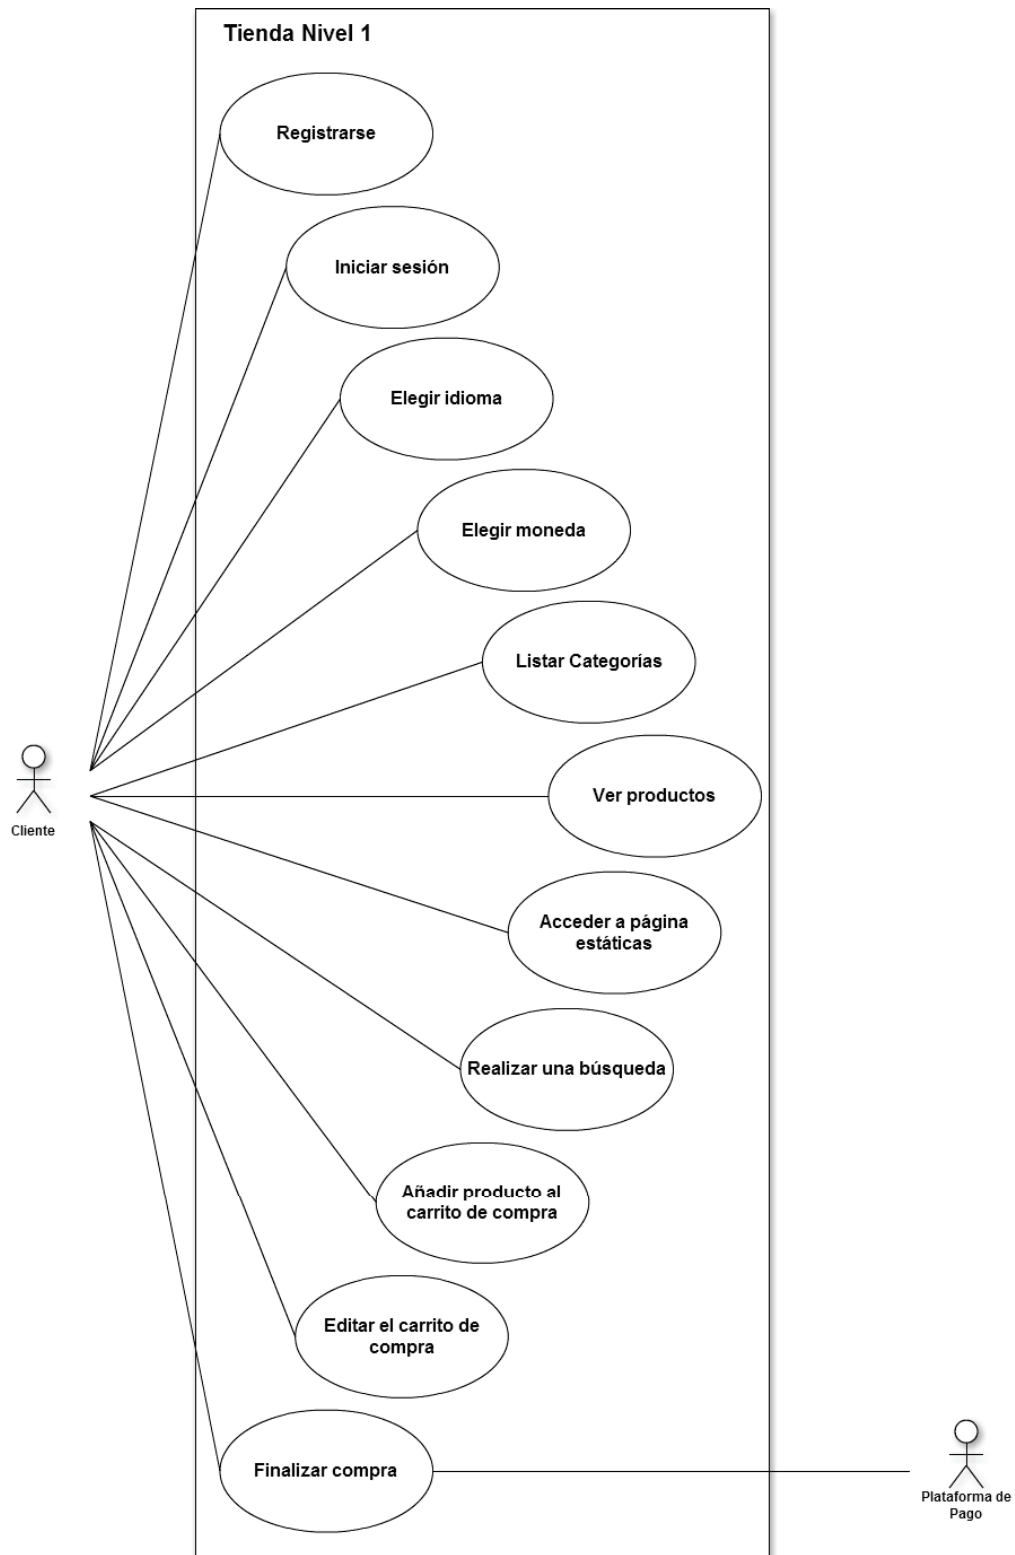 Tienda Nivel 1
Registrarse
Iniciar sesión
Elegir idioma
Elegir moneda
Listar Categorías
Ver productos
Cliente
Acceder a página
estáticas
Realizar una búsqueda
Añadir producto al
carrito de compra
Editar el carrito de
compra
Finalizar compra
Plataforma de
Pago